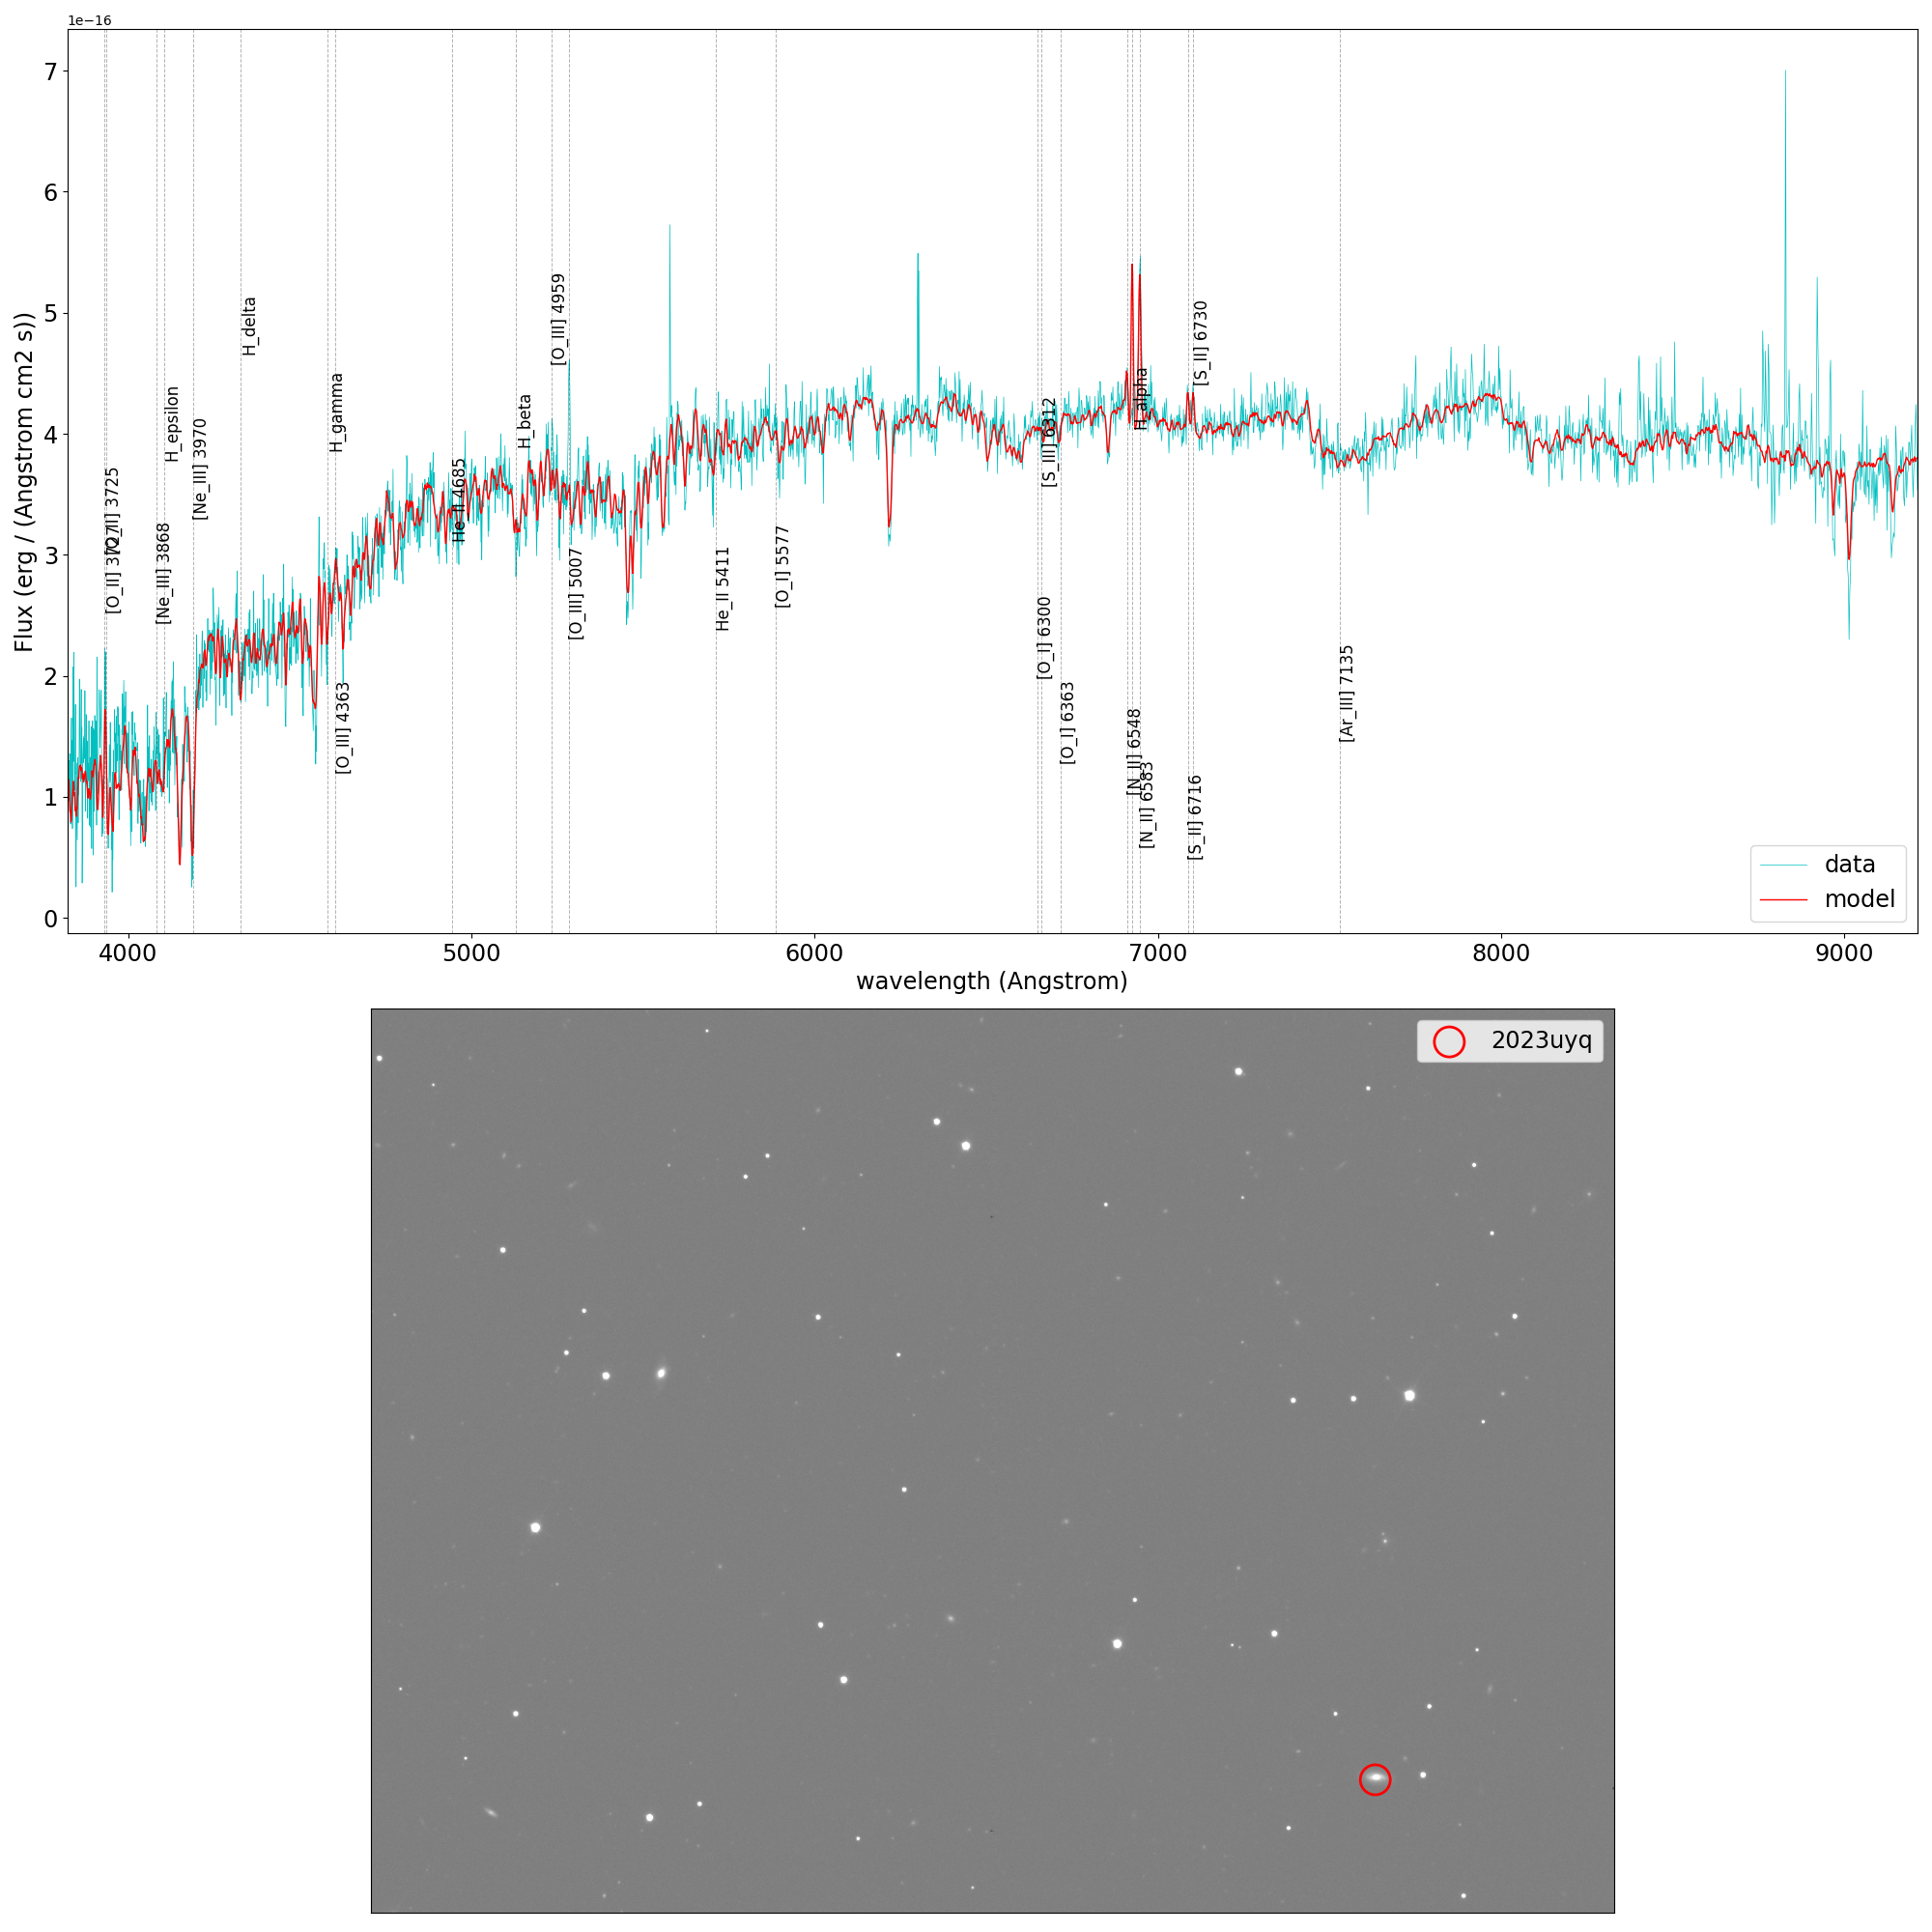 1e−16
7
6
5
4
3
2
1
0
Flux (erg / (Angstrom cm2 s))
[O_II] 3727
[O_II] 3725
[Ne_III] 3868
H_epsilon
[Ne_III] 3970
H_delta
H_gamma
[O_III] 4363
He_II 4685
H_beta
[O_III] 4959
[O_III] 5007
He_II 5411
[O_I] 5577
[O_I] 6300
[S_III] 6312
[O_I] 6363
[N_II] 6548
H_alpha
[N_II] 6583
[S_II] 6716
[S_II] 6730
[Ar_III] 7135
data
model
4000 5000 6000 7000 8000 9000
wavelength (Angstrom)
2023uyq